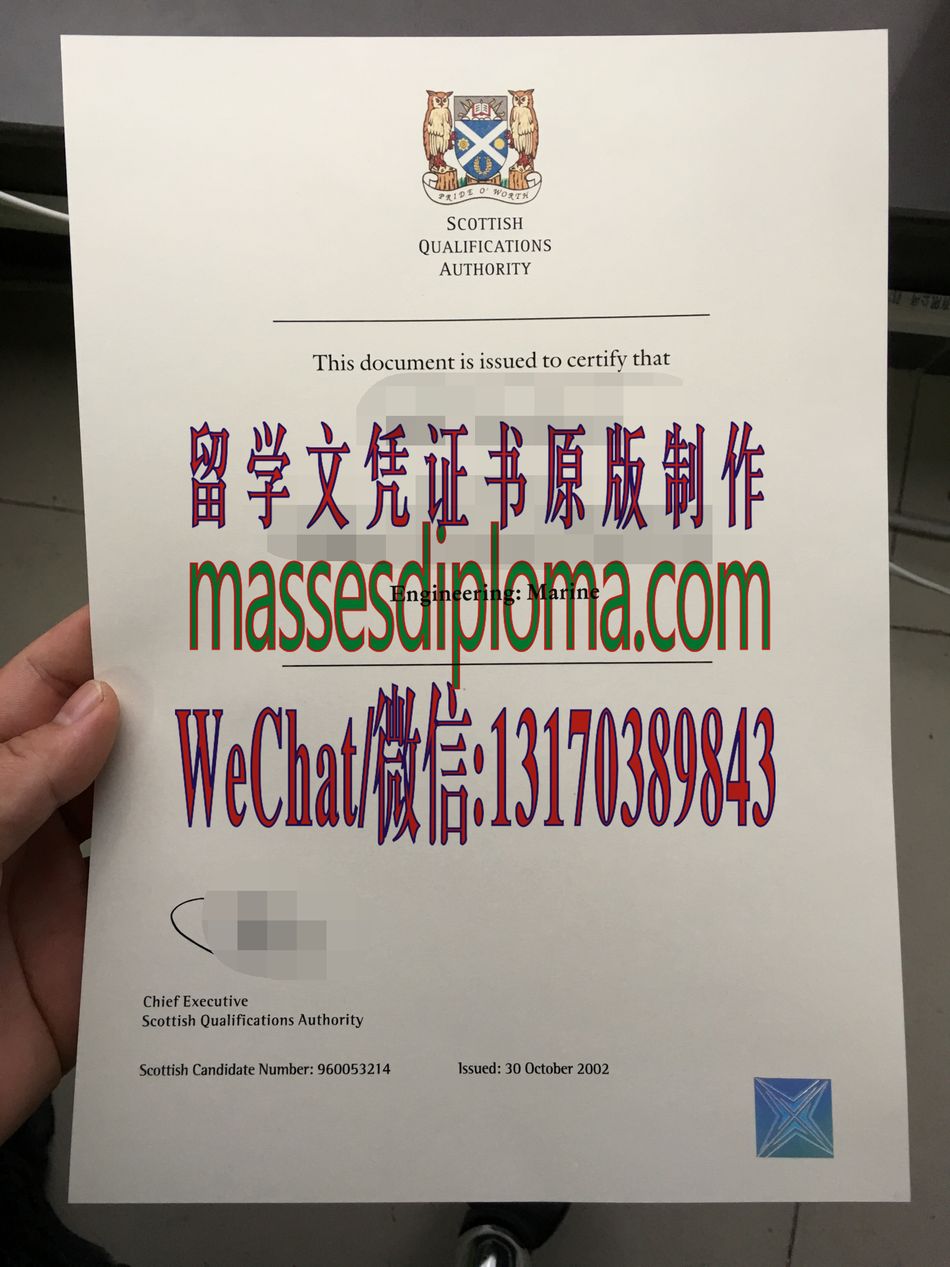 PRIDE O' WORTH
SCOTTISH
QUALIFICATIONS
AUTHORITY
This document is issued to certify that
留学文凭证书原版制作
massesdiploma.com
Engineering: Marine
WeChat/微信:13170389843
Chief Executive
Scottish Qualifications Authority
Scottish Candidate Number: 960053214 Issued: 30 October 2002